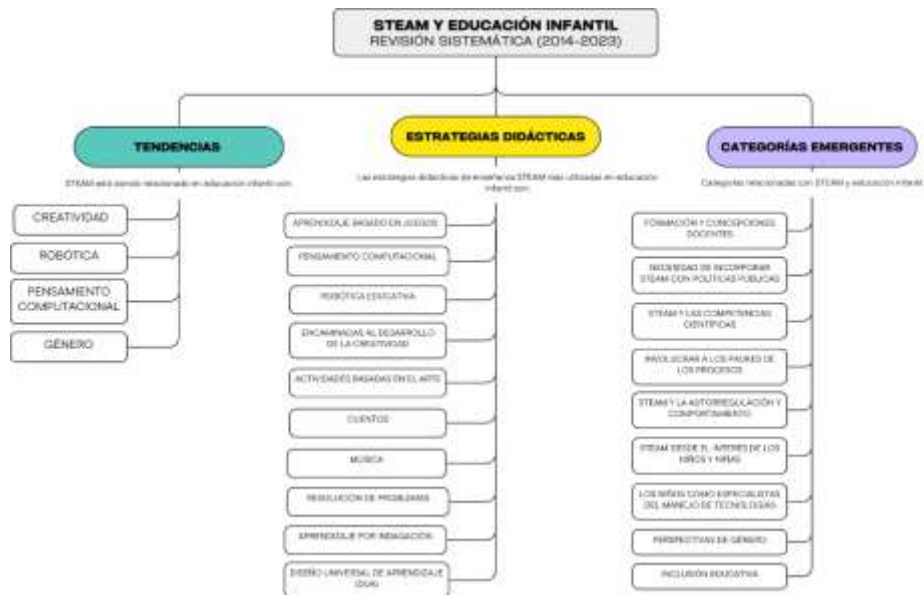 STEAM Y EDUCACIÓN INFANTIL
REVISIÓN SISTEMÁTICA (2014-2023)
TENDENCIAS
STEAM está siendo relacionado en educación infantil con:
CREATIVIDAD
ROBÓTICA
PENSAMIENTO
COMPUTACIONAL
GÉNERO
ESTRATEGIAS DIDÁCTICAS
Las estrategias didácticas de enseñanza STEAM más utilizadas en educación
infantil son:
APRENDIZAJE BASADO EN JUEGOS
PENSAMIENTO COMPUTACIONAL
ROBÓTICA EDUCATIVA
ENCAMINADAS AL DESARROLLO
DE LA CREATIVIDAD
ACTIVIDADES BASADAS EN EL ARTE
CUENTOS
MÚSICA
RESOLUCIÓN DE PROBLEMAS
APRENDIZAJE POR INDAGACIÓN
DISEÑO UNIVERSAL DE APRENDIZAJE
(DUA)
CATEGORÍAS EMERGENTES
Categorías relacionadas con STEAM y educación infantil
FORMACIÓN Y CONCEPCIONES
DOCENTES
NECESIDAD DE INCORPORAR
STEAM CON POLÍTICAS PÚBLICAS
STEAM Y LAS COMPETENCIAS
CIENTÍFICAS
INVOLUCRAR A LOS PADRES DE
LOS PROCESOS
STEAM Y LA AUTORREGULACIÓN Y
COMPORTAMIENTO
STEAM DESDE EL INTERÉS DE LOS
NIÑOS Y NIÑAS
LOS NIÑOS COMO ESPECIALISTAS
DEL MANEJO DE TECNOLOGÍAS
PERSPECTIVAS DE GÉNERO
INCLUSIÓN EDUCATIVA